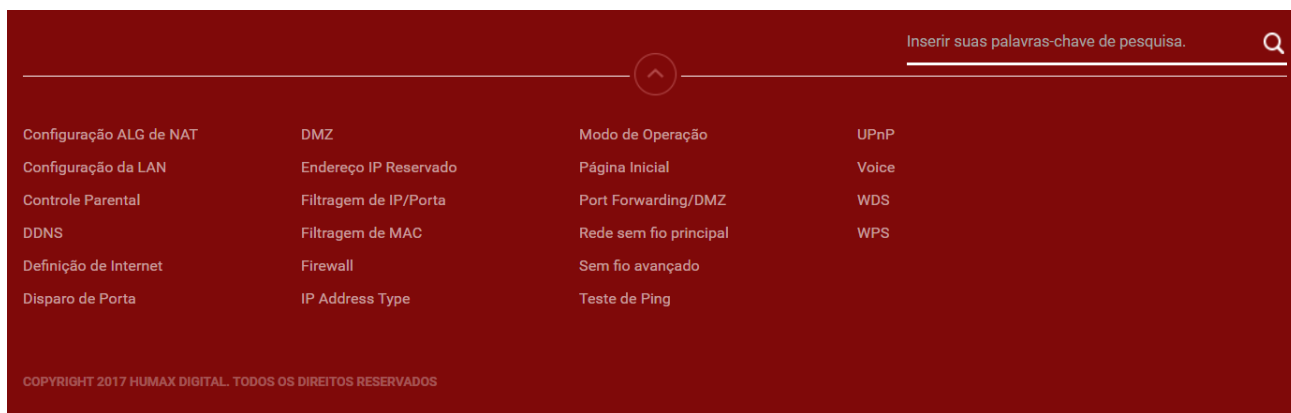 Inserir suas palavras-chave de pesquisa.
Configuração ALG de NAT
Configuração da LAN
Controle Parental
DDNS
Definição de Internet
Disparo de Porta
DMZ
Endereço IP Reservado
Filtragem de IP/Porta
Filtragem de MAC
Firewall
IP Address Type
Modo de Operação
Página Inicial
Port Forwarding/DMZ
Rede sem fio principal
Sem fio avançado
Teste de Ping
UPnP
Voice
WDS
WPS
COPYRIGHT 2017 HUMAX DIGITAL. TODOS OS DIREITOS RESERVADOS